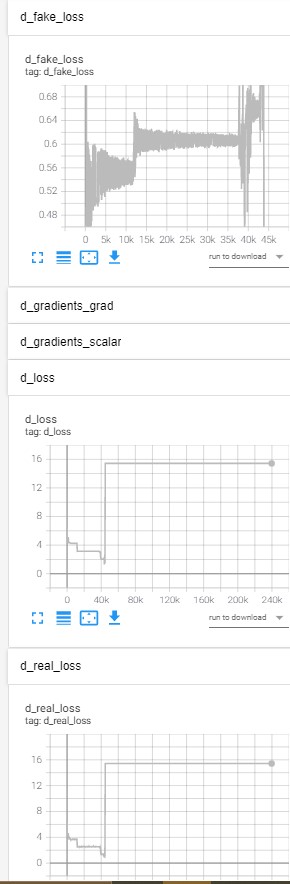 d_fake_loss
d_fake_loss
tag: d_fake_loss
0.68
0.64
0.6
0.56
0.52
0.48
0 5k 10k 15k 20k 25k 30k 35k 40k 45k
run to download
d_gradients_grad
d_gradients_scalar
d_loss
d_loss
tag: d_loss
16
12
8
4
0
0 40k 80k 120k 160k 200k 240k
run to download
d_real_loss
d_real_loss
tag: d_real_loss
16
12
8
4
0